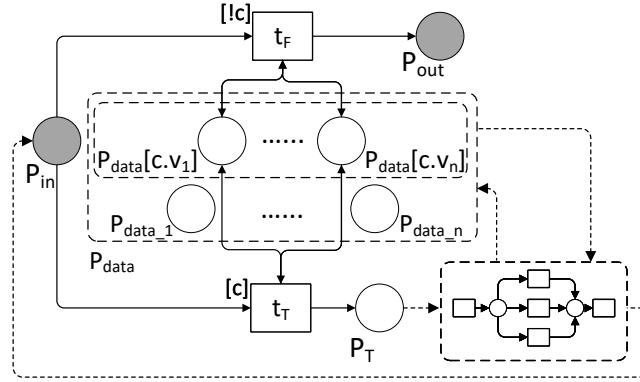 [!c]
t_F
P_out
P_in
P_data[c.v_1]
......
P_data[c.v_n]
P_data_1
......
P_data_n
P_data
[c]
t_T
P_T